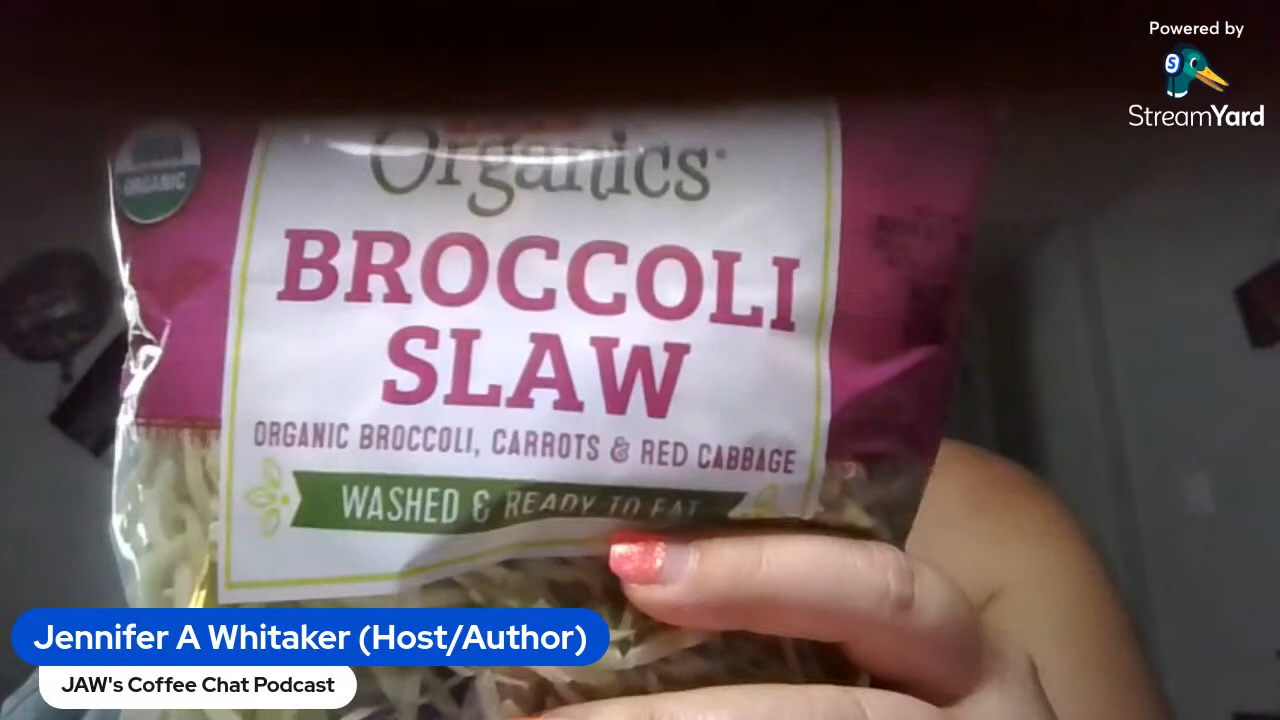 Powered by
S
StreamYard
ORGANIC
Organics
BROCCOLI
SLAW
ORGANIC BROCCOLI, CARROTS & RED CABBAGE
WASHED & READY TO EAT
Jennifer A Whitaker (Host/Author)
JAW's Coffee Chat Podcast